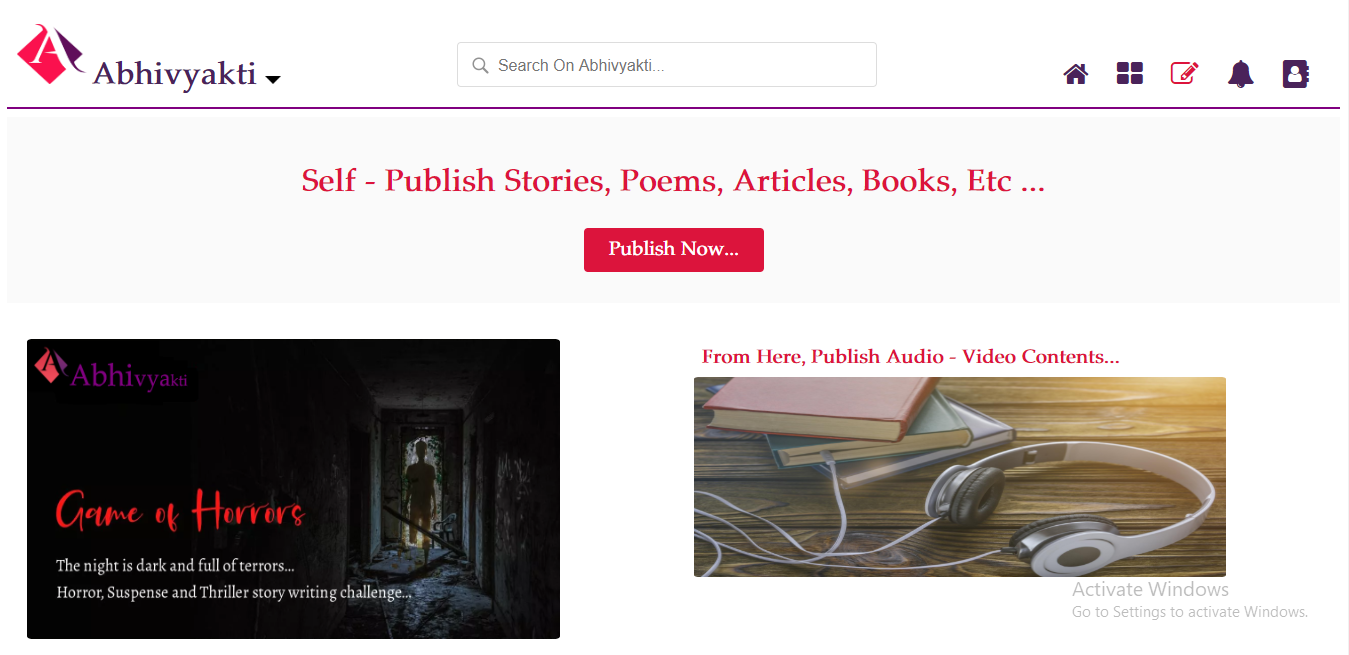 Abhivyakti
Search On Abhivyakti...
Self - Publish Stories, Poems, Articles, Books, Etc ...
Publish Now...
Abhivyakti
Game of Horrors
The night is dark and full of terrors...
Horror, Suspense and Thriller story writing challenge...
From Here, Publish Audio - Video Contents...
Activate Windows
Go to Settings to activate Windows.